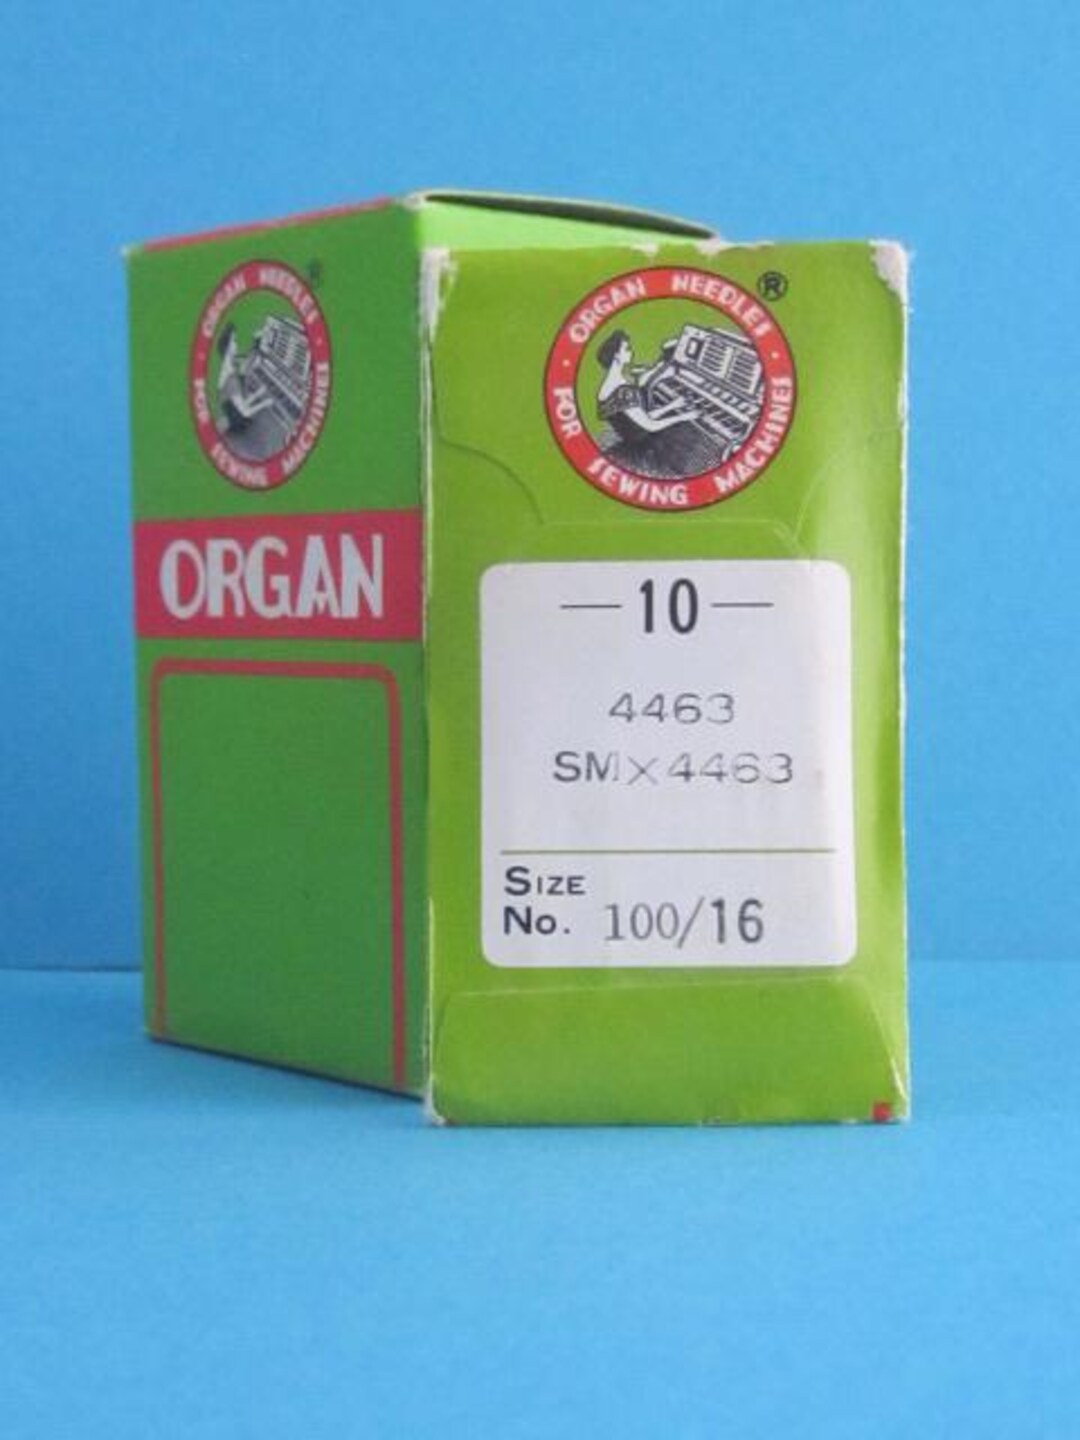 ORGAN NEEDLES
FOR SEWING MACHINES
ORGAN
ORGAN NEEDLES ®
FOR SEWING MACHINES
—10—
4463
SM×4463
SIZE
No. 100/16